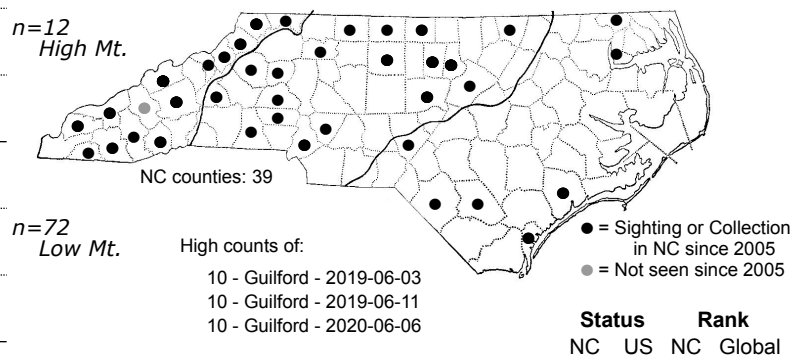 n=12
High Mt.
NC counties: 39
n=72
Low Mt.
High counts of:
10 - Guilford - 2019-06-03
10 - Guilford - 2019-06-11
10 - Guilford - 2020-06-06
● = Sighting or Collection
in NC since 2005
● = Not seen since 2005
Status Rank
NC US NC Global